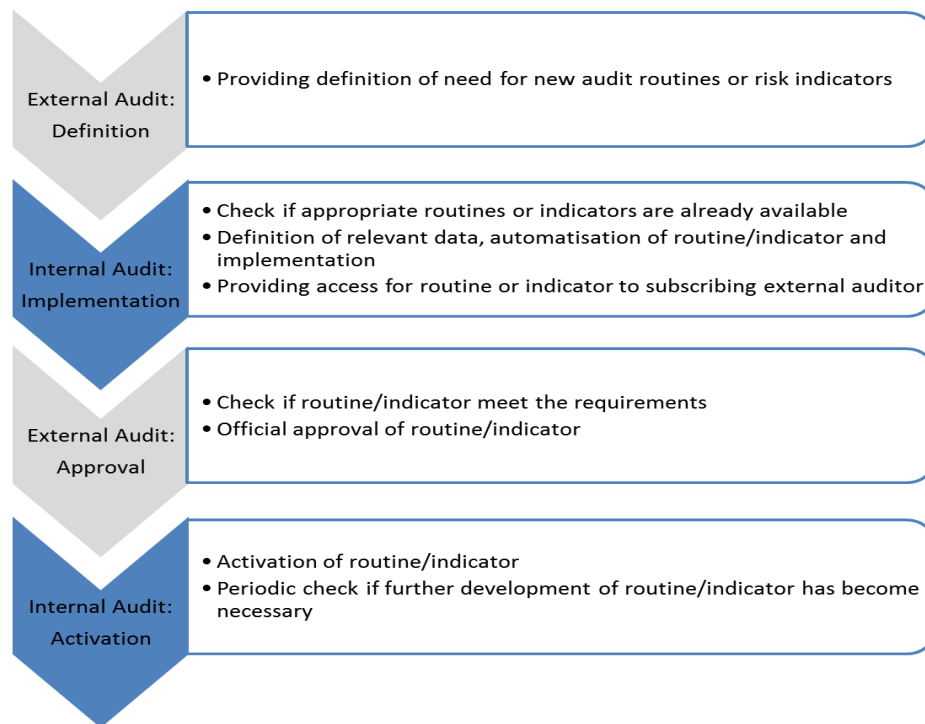 External Audit:
Definition
• Providing definition of need for new audit routines or risk indicators
Internal Audit:
Implementation
• Check if appropriate routines or indicators are already available
• Definition of relevant data, automatisation of routine/indicator and
implementation
• Providing access for routine or indicator to subscribing external auditor
External Audit:
Approval
• Check if routine/indicator meet the requirements
• Official approval of routine/indicator
Internal Audit:
Activation
• Activation of routine/indicator
• Periodic check if further development of routine/indicator has become
necessary